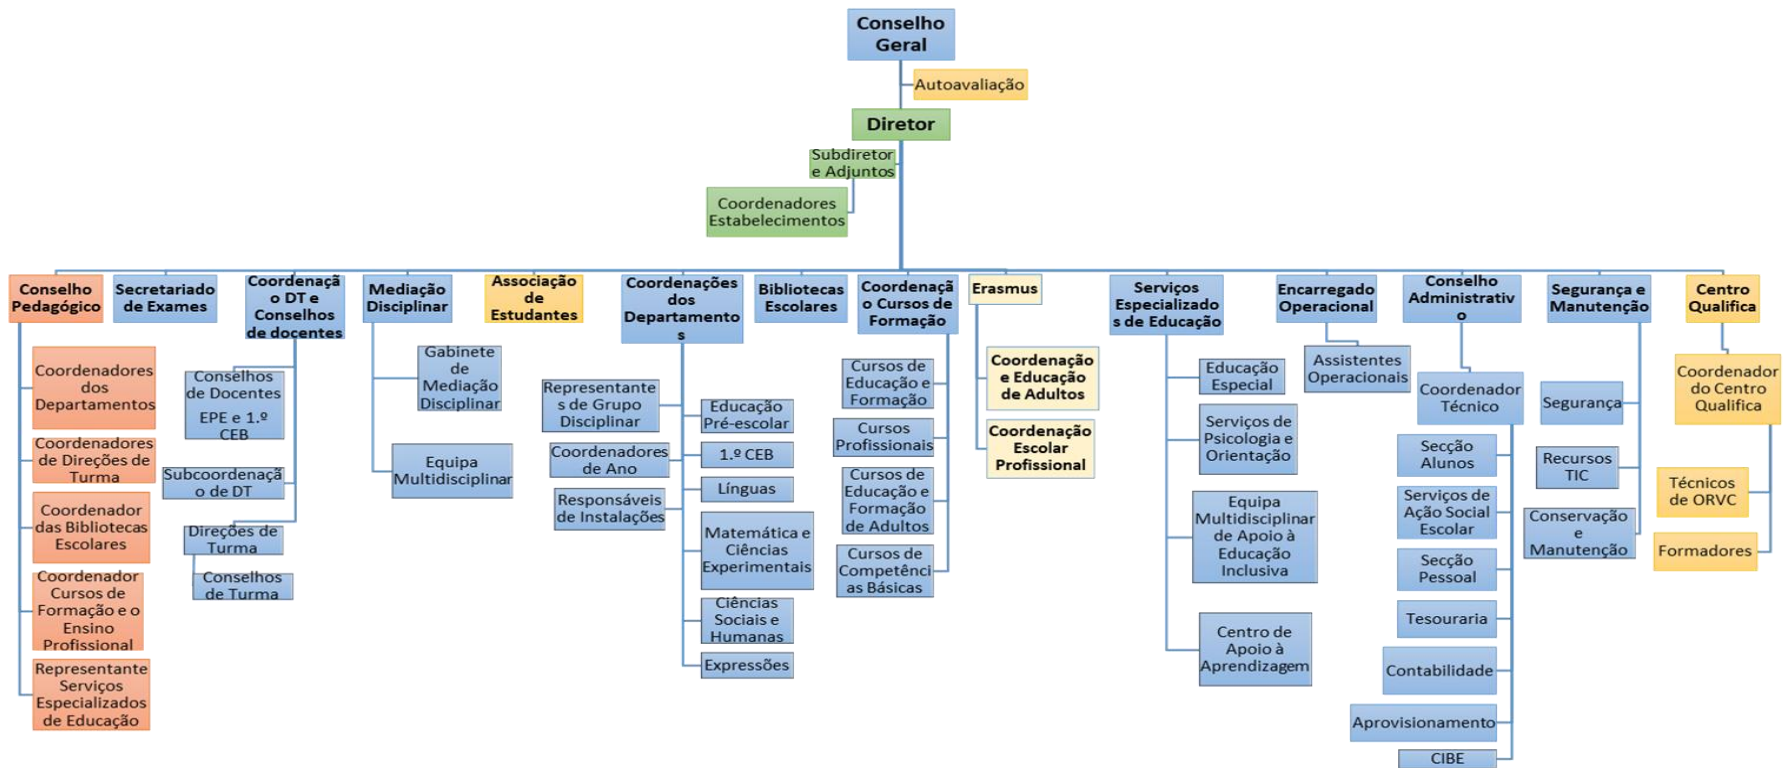 Conselho
Geral
Autoavaliação
Diretor
Subdiretor
e Adjuntos
Coordenadores
Estabelecimentos
Conselho
Pedagógico
Coordenadores
dos
Departamentos
Coordenadores
de Direções de
Turma
Coordenador
das Bibliotecas
Escolares
Coordenador
Cursos de
Formação e o
Ensino
Profissional
Representante
Serviços
Especializados
de Educação
Secretariado
de Exames
Coordenaçã
o DT e
Conselhos
de docentes
Conselhos
de Docentes
EPE e 1.º
CEB
Subcoordenaçã
o de DT
Direções de
Turma
Conselhos
de Turma
Mediação
Disciplinar
Gabinete
de
Mediação
Disciplinar
Equipa
Multidisciplinar
Associação
de
Estudantes
Coordenações
dos
Departamento
s
Representante
s de Grupo
Disciplinar
Coordenadores
de Ano
Responsáveis
de Instalações
Educação
Pré-escolar
1.º CEB
Línguas
Matemática e
Ciências
Experimentais
Ciências
Sociais e
Humanas
Expressões
Bibliotecas
Escolares
Coordenaçã
o Cursos de
Formação
Cursos de
Educação e
Formação
Cursos
Profissionais
Cursos de
Educação e
Formação
de Adultos
Cursos de
Competênci
as Básicas
Erasmus
Coordenação
e Educação
de Adultos
Coordenação
Escolar
Profissional
Serviços
Especializado
s de Educação
Educação
Especial
Serviços de
Psicologia e
Orientação
Equipa
Multidisciplinar
de Apoio à
Educação
Inclusiva
Centro de
Apoio à
Aprendizagem
Encarregado
Operacional
Assistentes
Operacionais
Conselho
Administrativ
o
Coordenador
Técnico
Secção
Alunos
Serviços de
Ação Social
Escolar
Secção
Pessoal
Tesouraria
Contabilidade
Aprovisionamento
CIBE
Segurança e
Manutenção
Segurança
Recursos
TIC
Conservação
e
Manutenção
Centro
Qualifica
Coordenador
do Centro
Qualifica
Técnicos
de ORVC
Formadores